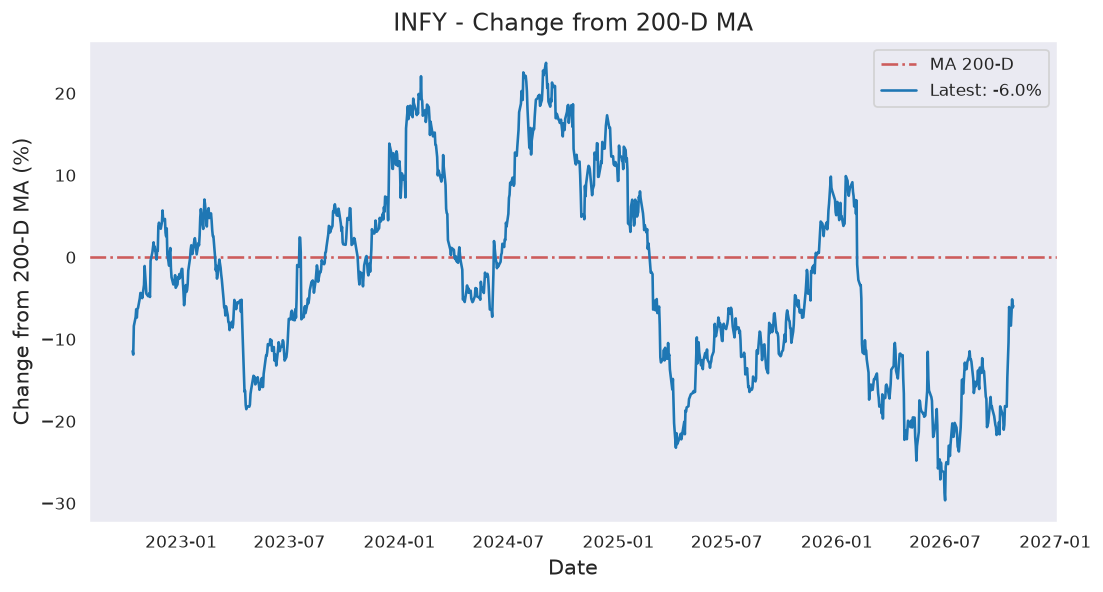 INFY - Change from 200-D MA
MA 200-D
Latest: -6.0%
Change from 200-D MA (%)
20
10
0
−10
−20
−30
2023-01 2023-07 2024-01 2024-07 2025-01 2025-07 2026-01 2026-07 2027-01
Date